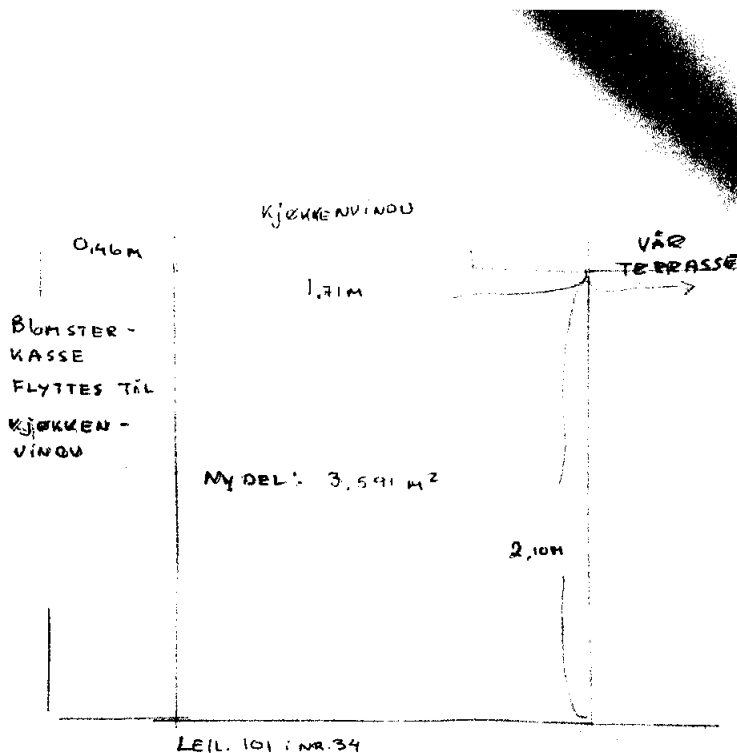 KJØKKENVINDU
0,46M
VÅR
TERRASSE
1,71M
BLOMSTER-
KASSE
FLYTTES TIL
KJØKKEN-
VINDU
NY DEL: 3,591 M²
2,10M
LEIL. 101 i NR. 34